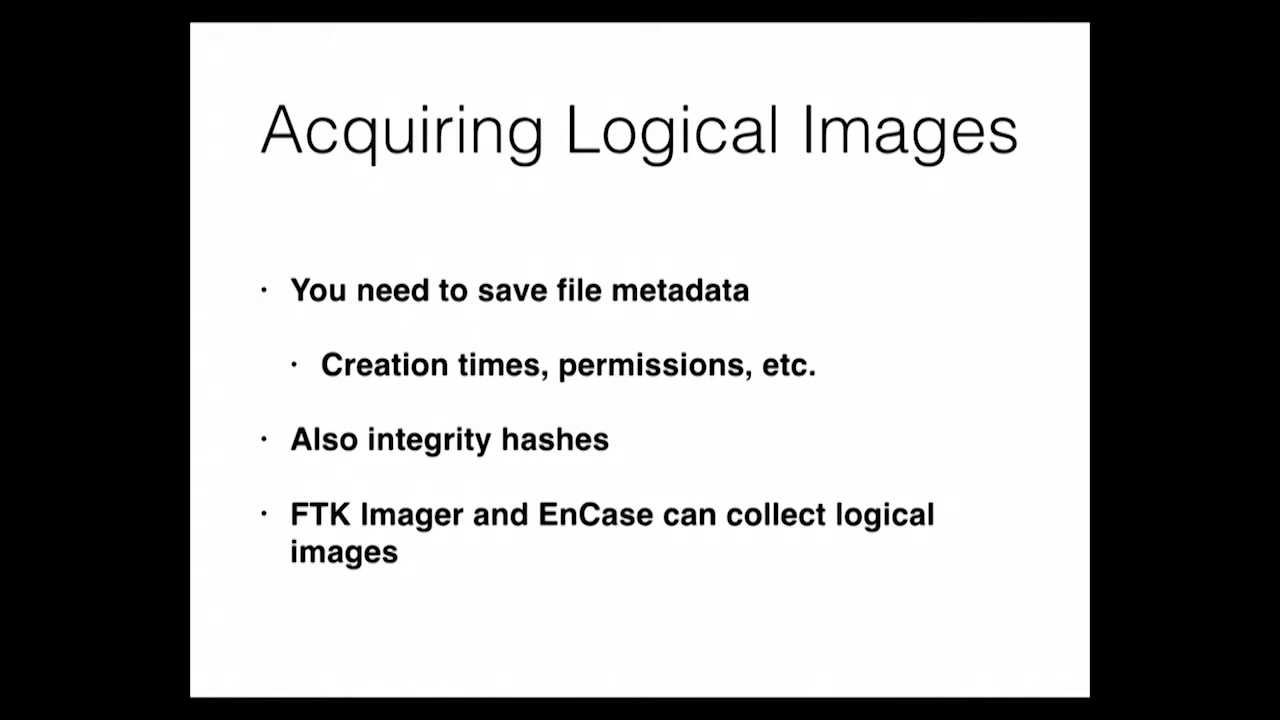 Acquiring Logical Images
· You need to save file metadata
· Creation times, permissions, etc.
· Also integrity hashes
· FTK Imager and EnCase can collect logical
images